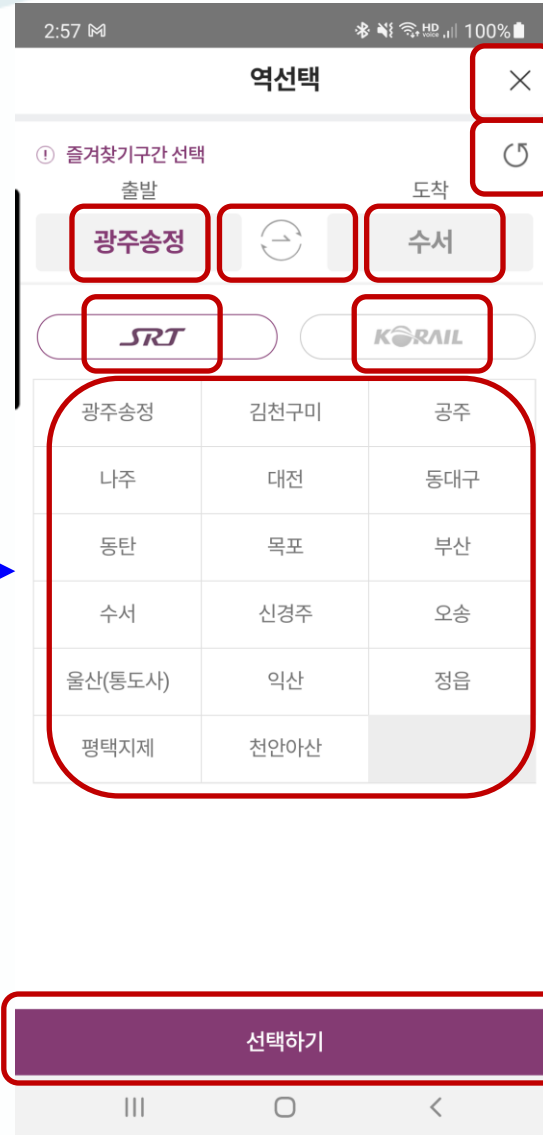 2:57 HD Voice 100%
역선택
즐겨찾기구간 선택
출발 도착
광주송정 수서
SRT KORAIL
광주송정 김천구미 공주
나주 대전 동대구
동탄 목포 부산
수서 신경주 오송
울산(통도사) 익산 정읍
평택지제 천안아산
선택하기